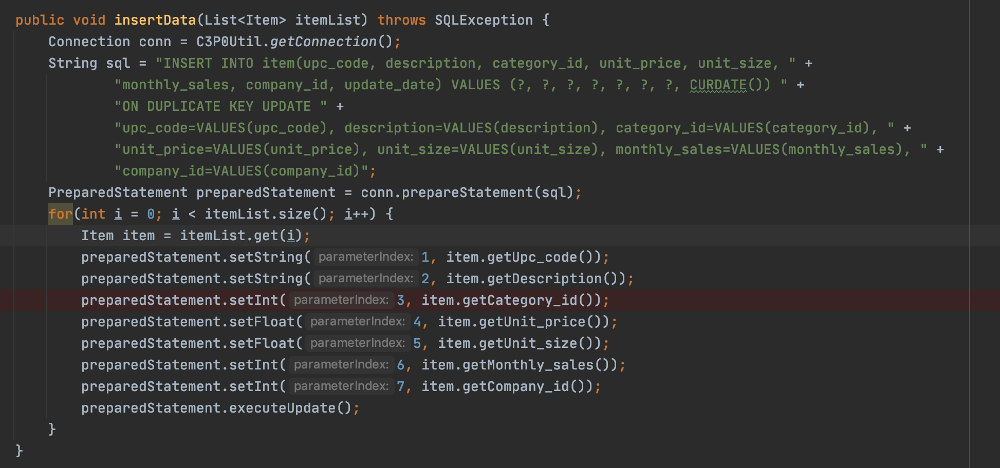 public void insertData(List<Item> itemList) throws SQLException {
Connection conn = C3P0Util.getConnection();
String sql = "INSERT INTO item(upc_code, description, category_id, unit_price, unit_size, " +
"monthly_sales, company_id, update_date) VALUES (?, ?, ?, ?, ?, ?, ?, CURDATE()) " +
"ON DUPLICATE KEY UPDATE " +
"upc_code=VALUES(upc_code), description=VALUES(description), category_id=VALUES(category_id), " +
"unit_price=VALUES(unit_price), unit_size=VALUES(unit_size), monthly_sales=VALUES(monthly_sales), " +
"company_id=VALUES(company_id)";
PreparedStatement preparedStatement = conn.prepareStatement(sql);
for(int i = 0; i < itemList.size(); i++) {
Item item = itemList.get(i);
preparedStatement.setString( parameterIndex: 1, item.getUpc_code());
preparedStatement.setString( parameterIndex: 2, item.getDescription());
preparedStatement.setInt( parameterIndex: 3, item.getCategory_id());
preparedStatement.setFloat( parameterIndex: 4, item.getUnit_price());
preparedStatement.setFloat( parameterIndex: 5, item.getUnit_size());
preparedStatement.setInt( parameterIndex: 6, item.getMonthly_sales());
preparedStatement.setInt( parameterIndex: 7, item.getCompany_id());
preparedStatement.executeUpdate();
}
}